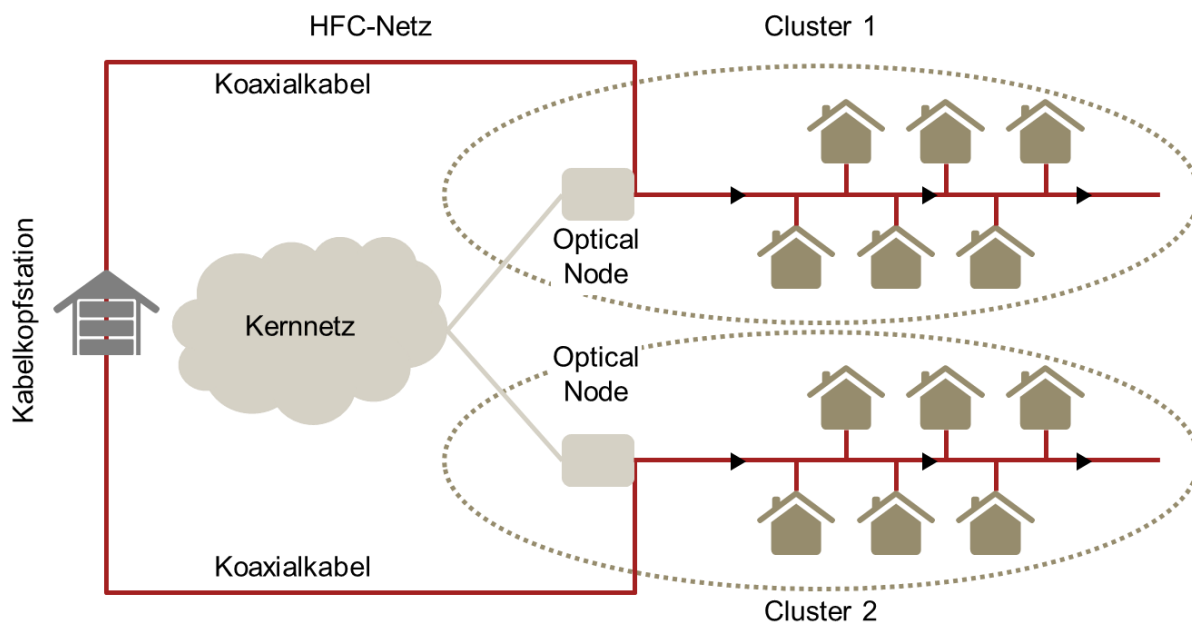 HFC-Netz
Cluster 1
Koaxialkabel
Optical
Node
Kabelkopfstation
Kernnetz
Optical
Node
Koaxialkabel
Cluster 2